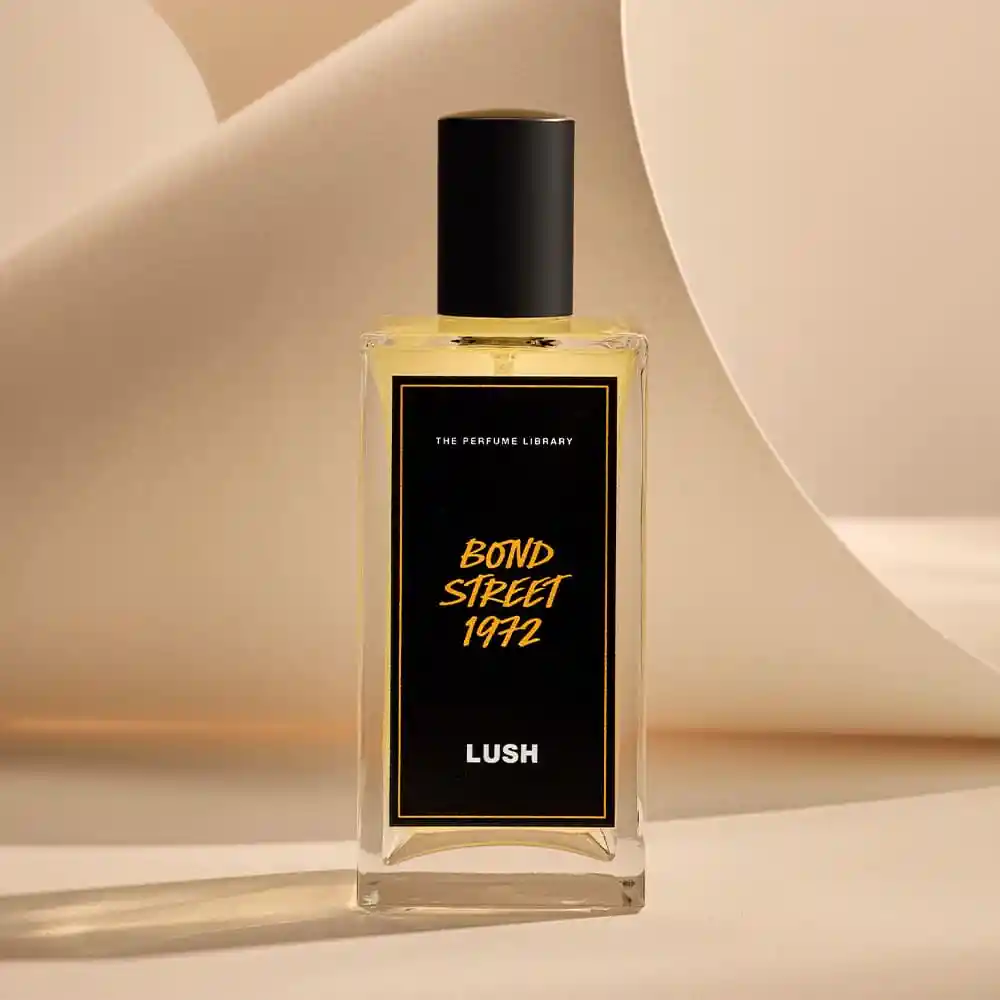 THE PERFUME LIBRARY
BOND
STREET
1972
LUSH